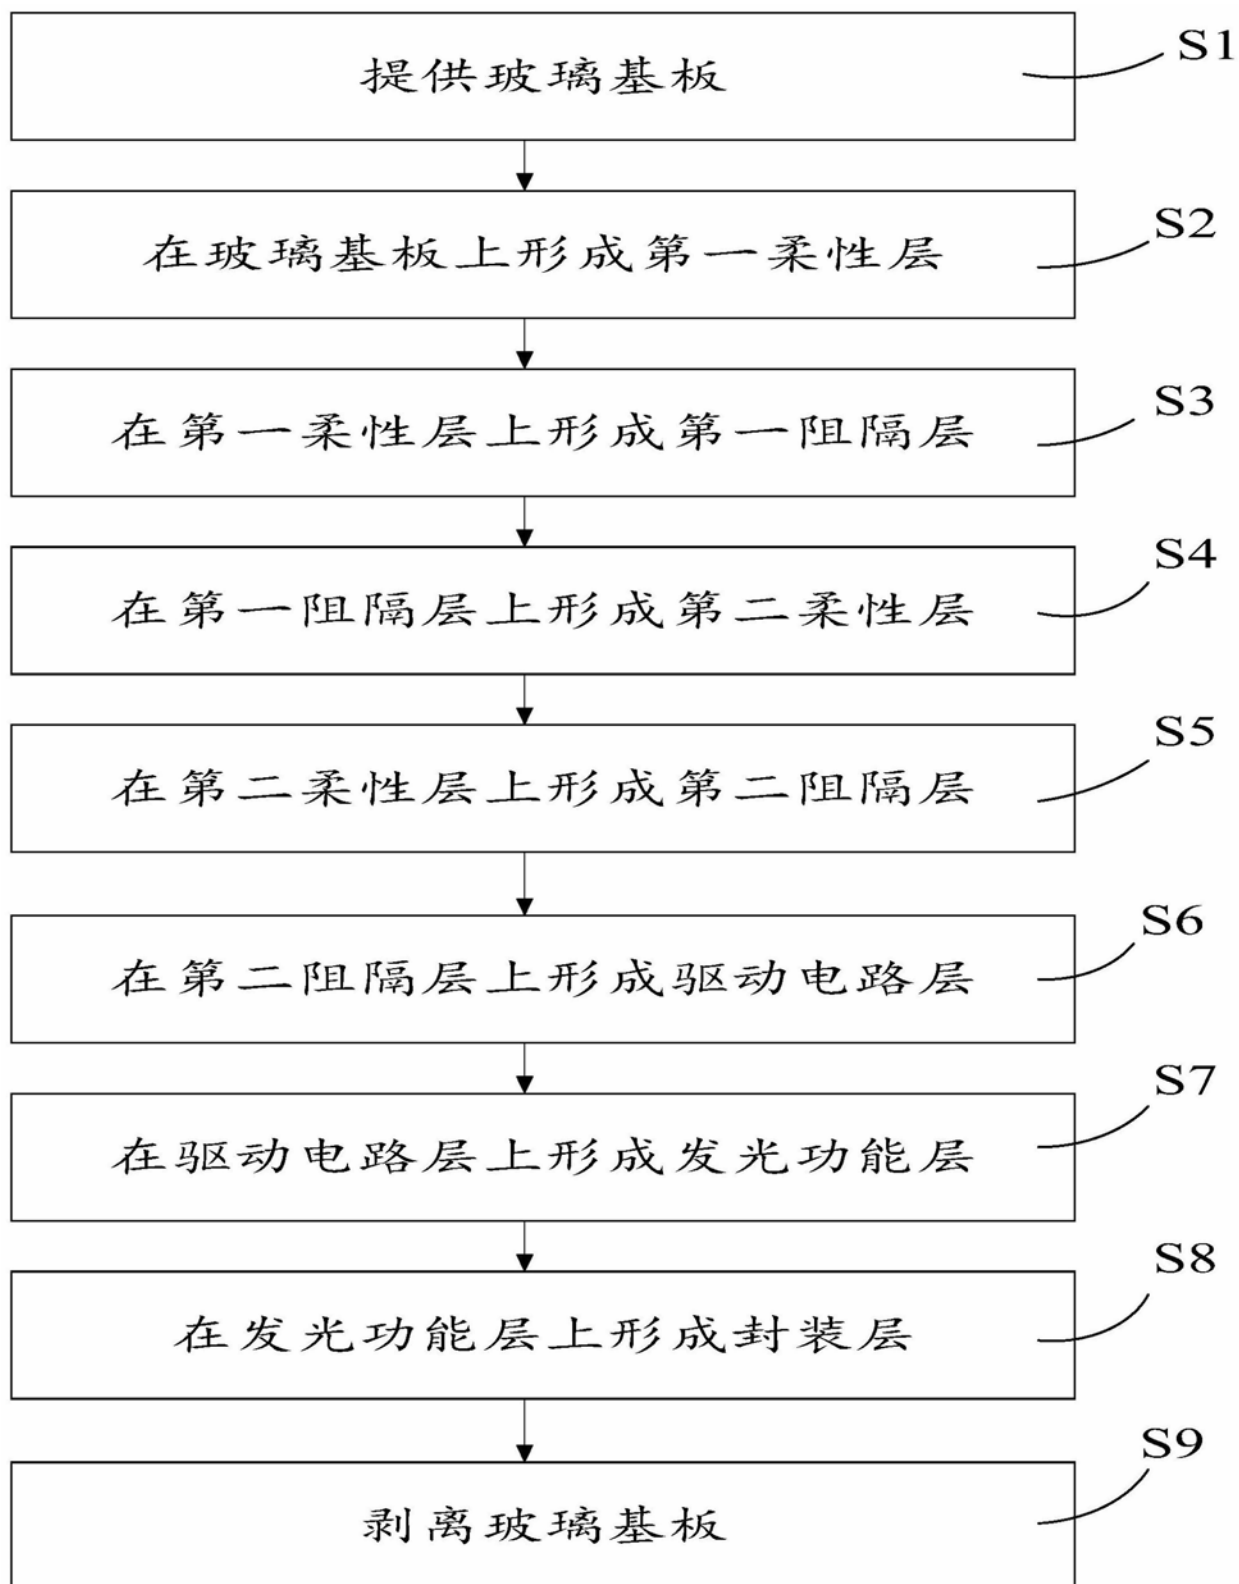 提供玻璃基板
S1
在玻璃基板上形成第一柔性层
S2
在第一柔性层上形成第一阻隔层
S3
在第一阻隔层上形成第二柔性层
S4
在第二柔性层上形成第二阻隔层
S5
在第二阻隔层上形成驱动电路层
S6
在驱动电路层上形成发光功能层
S7
在发光功能层上形成封装层
S8
剥离玻璃基板
S9